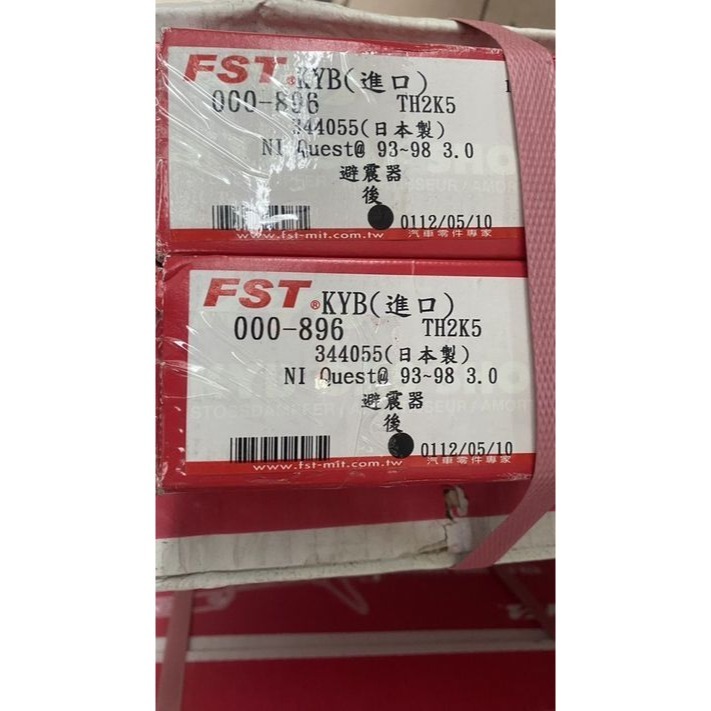 FST® KYB(進口)
000-896 TH2K5
344055(日本製)
NI Quest@ 93~98 3.0
避震器
後
0112/05/10
www.fst-mit.com.tw 汽車零件專家
FST® KYB(進口)
000-896 TH2K5
344055(日本製)
NI Quest@ 93~98 3.0
避震器
後
0112/05/10
www.fst-mit.com.tw 汽車零件專家